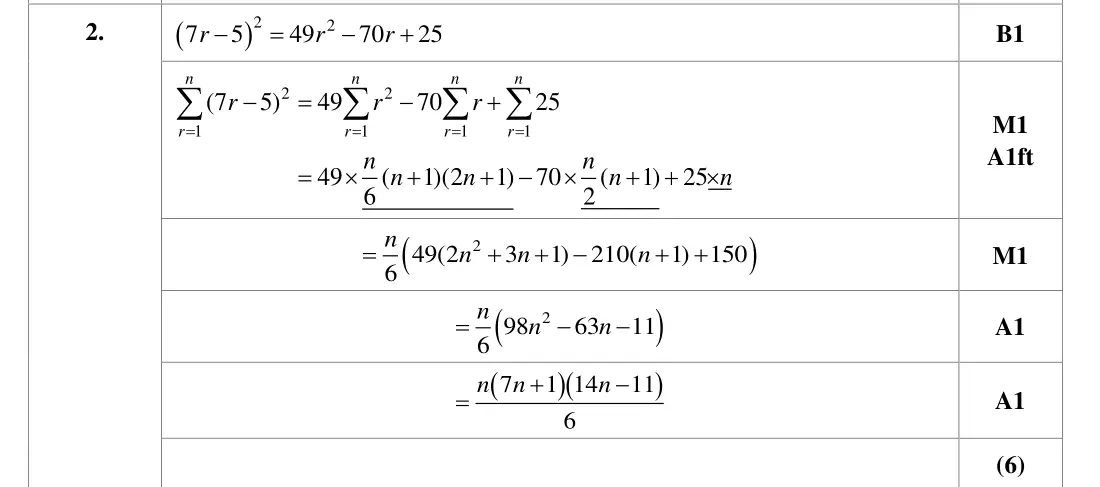 2. (7r − 5)² = 49r² − 70r + 25 B1
∑_{r=1}^{n} (7r − 5)² = 49∑_{r=1}^{n} r² − 70∑_{r=1}^{n} r + ∑_{r=1}^{n} 25
= 49 × n/6 (n + 1)(2n + 1) − 70 × n/2 (n + 1) + 25×n
M1
A1ft
= n/6 (49(2n² + 3n + 1) − 210(n + 1) + 150) M1
= n/6 (98n² − 63n − 11) A1
= n(7n + 1)(14n − 11)/6 A1
(6)